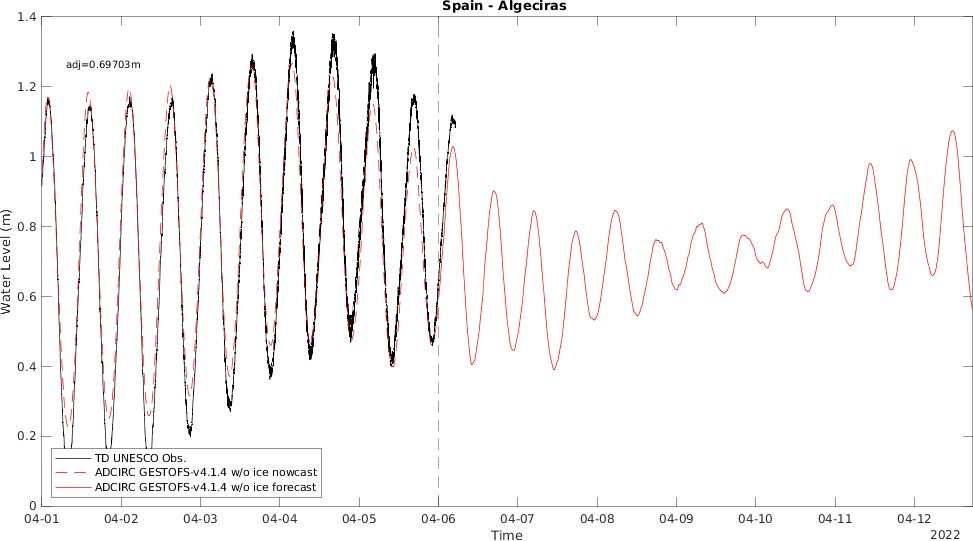 Spain - Algeciras
1.4
adj=0.69703m
1.2
1
0.8
Water Level (m)
0.6
0.4
0.2
TD UNESCO Obs.
ADCIRC GESTOFS-v4.1.4 w/o ice nowcast
ADCIRC GESTOFS-v4.1.4 w/o ice forecast
0
04-01 04-02 04-03 04-04 04-05 04-06 04-07 04-08 04-09 04-10 04-11 04-12
Time
2022